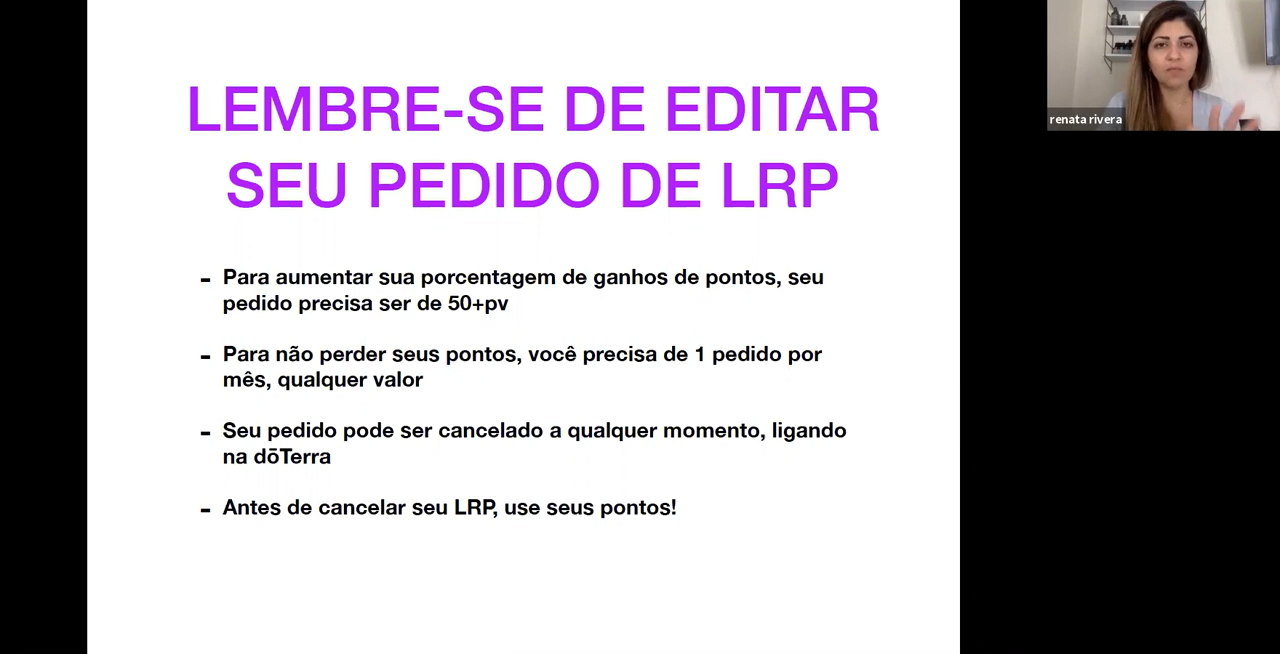 LEMBRE-SE DE EDITAR
SEU PEDIDO DE LRP
- Para aumentar sua porcentagem de ganhos de pontos, seu
pedido precisa ser de 50+pv
- Para não perder seus pontos, você precisa de 1 pedido por
mês, qualquer valor
- Seu pedido pode ser cancelado a qualquer momento, ligando
na dōTerra
- Antes de cancelar seu LRP, use seus pontos!
renata rivera